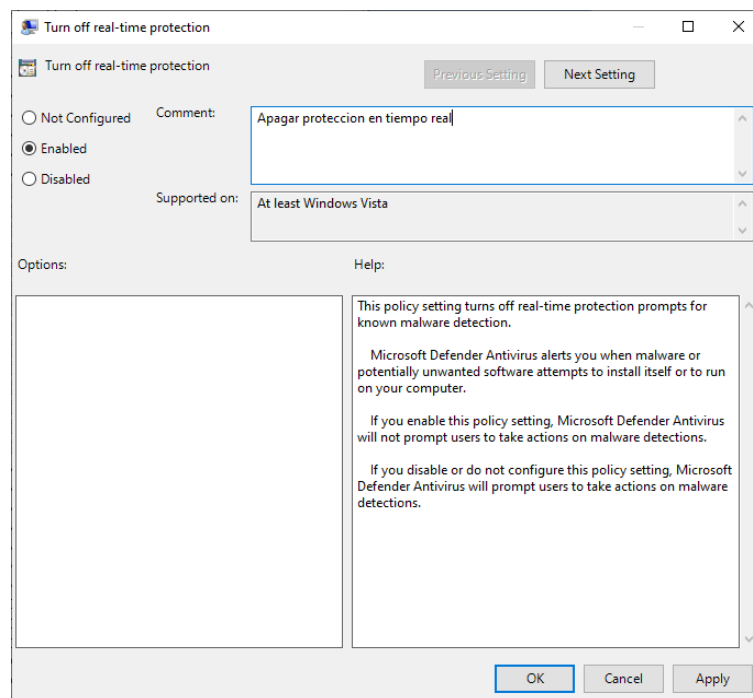 Turn off real-time protection
Turn off real-time protection
Previous Setting
Next Setting
Not Configured
Enabled
Disabled
Comment:
Apagar proteccion en tiempo real
Supported on:
At least Windows Vista
Options:
Help:
This policy setting turns off real-time protection prompts for
known malware detection.
Microsoft Defender Antivirus alerts you when malware or
potentially unwanted software attempts to install itself or to run
on your computer.
If you enable this policy setting, Microsoft Defender Antivirus
will not prompt users to take actions on malware detections.
If you disable or do not configure this policy setting, Microsoft
Defender Antivirus will prompt users to take actions on malware
detections.
OK
Cancel
Apply